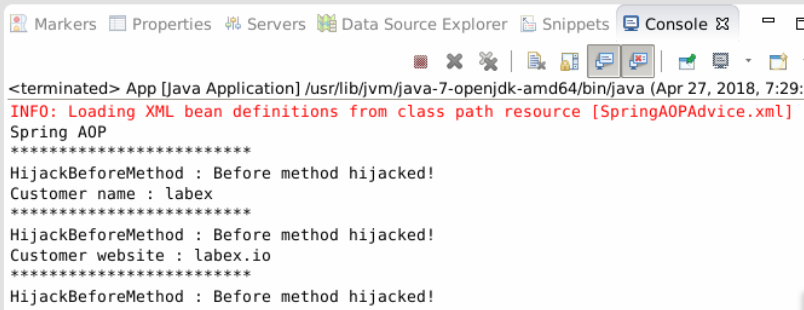 Markers Properties Servers Data Source Explorer Snippets Console
<terminated> App [Java Application] /usr/lib/jvm/java-7-openjdk-amd64/bin/java (Apr 27, 2018, 7:29:
INFO: Loading XML bean definitions from class path resource [SpringAOPAdvice.xml]
Spring AOP
*************************
HijackBeforeMethod : Before method hijacked!
Customer name : labex
*************************
HijackBeforeMethod : Before method hijacked!
Customer website : labex.io
*************************
HijackBeforeMethod : Before method hijacked!